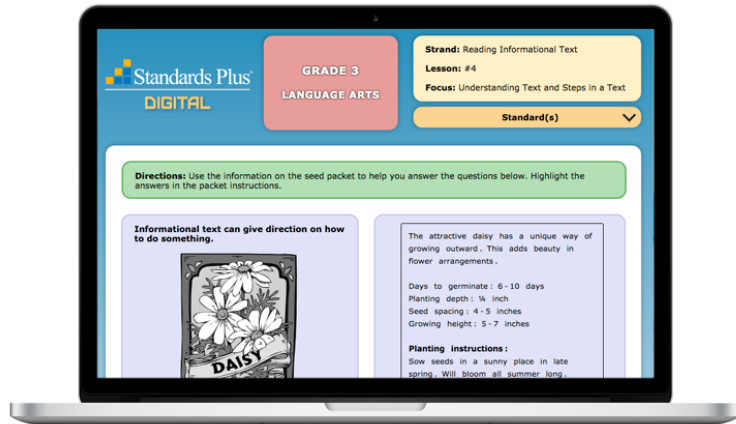 Standards Plus®
DIGITAL
GRADE 3
LANGUAGE ARTS
Strand: Reading Informational Text
Lesson: #4
Focus: Understanding Text and Steps in a Text
Standard(s)
Directions: Use the information on the seed packet to help you answer the questions below. Highlight the
answers in the packet instructions.
Informational text can give direction on how
to do something.
DAISY
The attractive daisy has a unique way of
growing outward. This adds beauty in
flower arrangements.
Days to germinate: 6-10 days
Planting depth: ¼ inch
Seed spacing: 4-5 inches
Growing height: 5-7 inches
Planting instructions:
Sow seeds in a sunny place in late
spring. Will bloom all summer long.